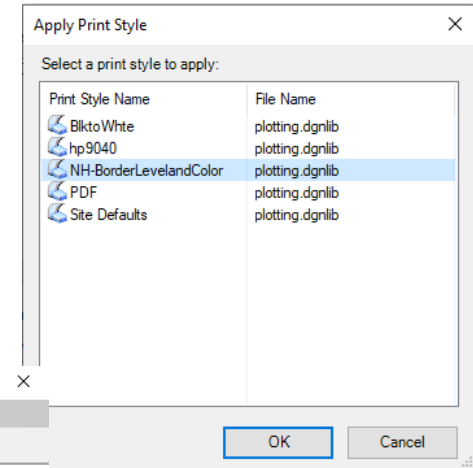 Apply Print Style
Select a print style to apply:
Print Style Name File Name
BlktoWhte plotting.dgnlib
hp9040 plotting.dgnlib
NH-BorderLevelandColor plotting.dgnlib
PDF plotting.dgnlib
Site Defaults plotting.dgnlib
OK Cancel